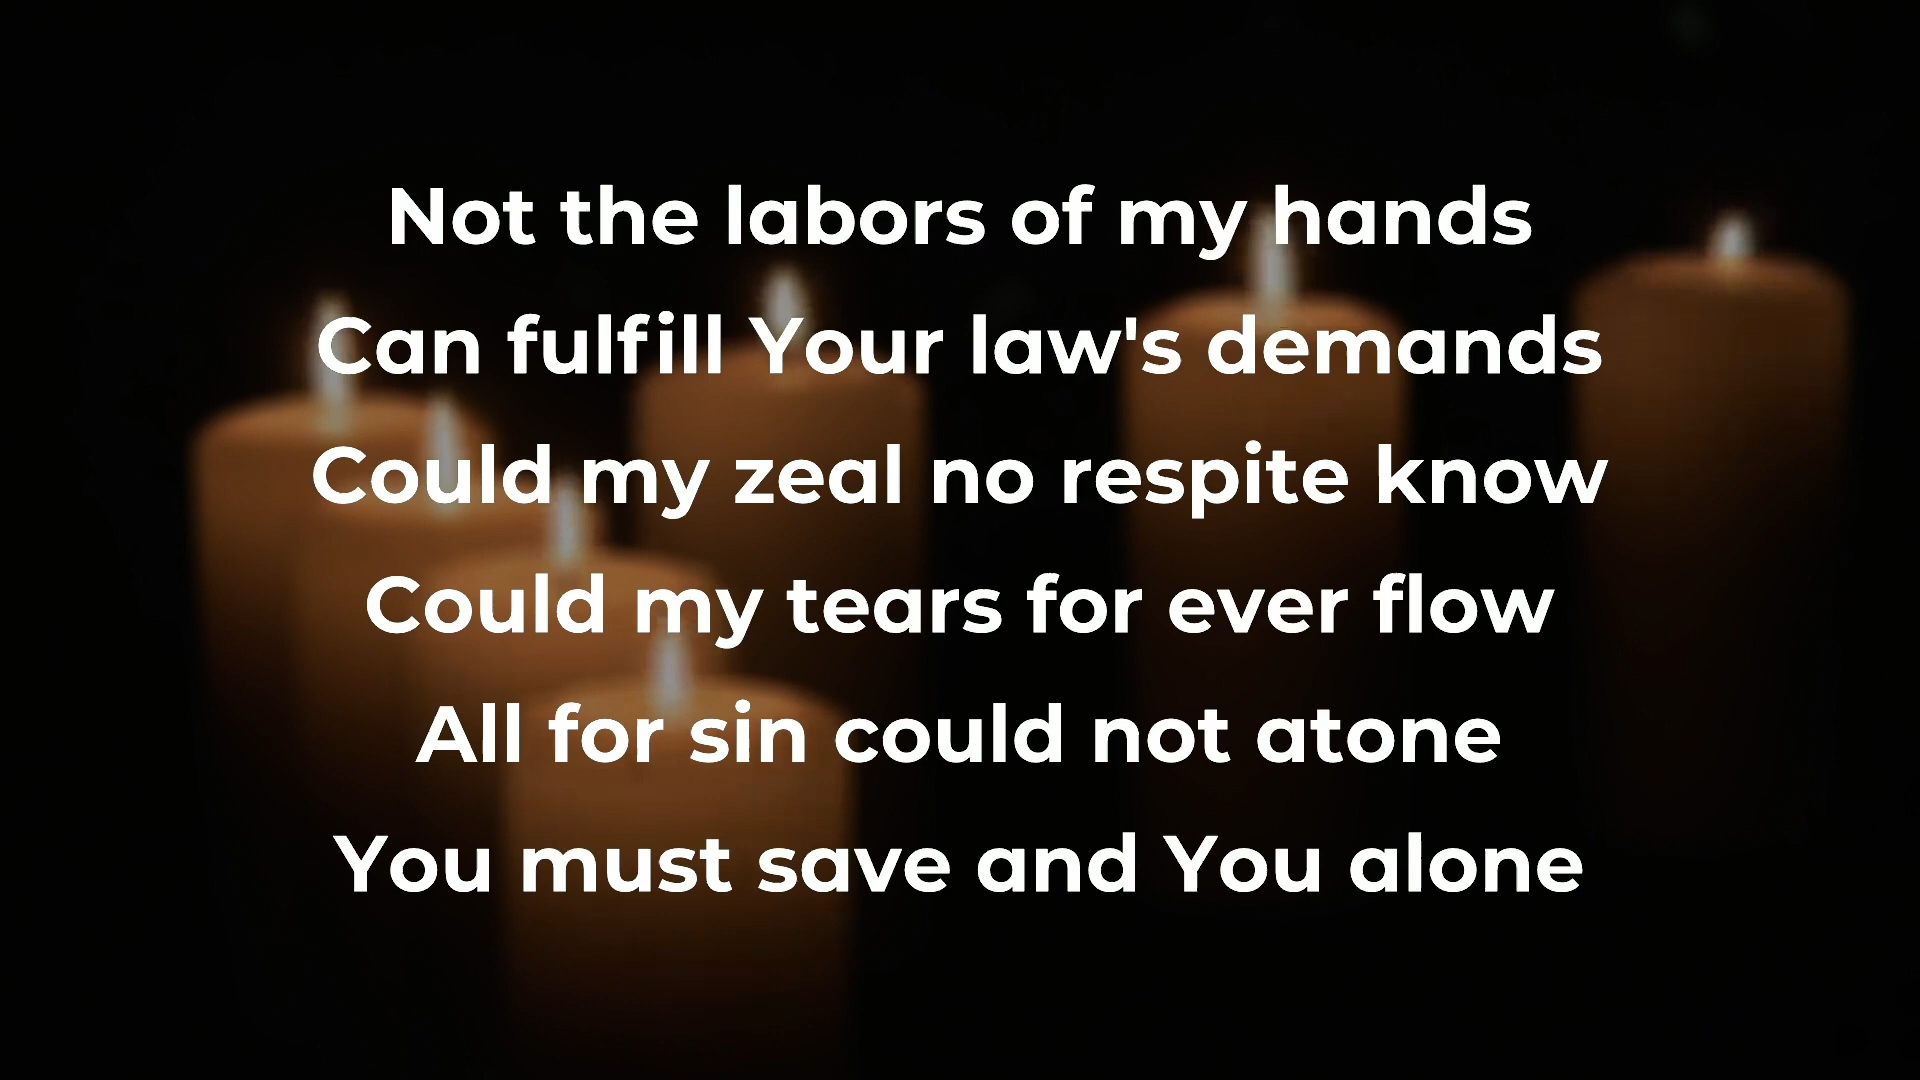 Not the labors of my hands
Can fulfill Your law's demands
Could my zeal no respite know
Could my tears for ever flow
All for sin could not atone
You must save and You alone